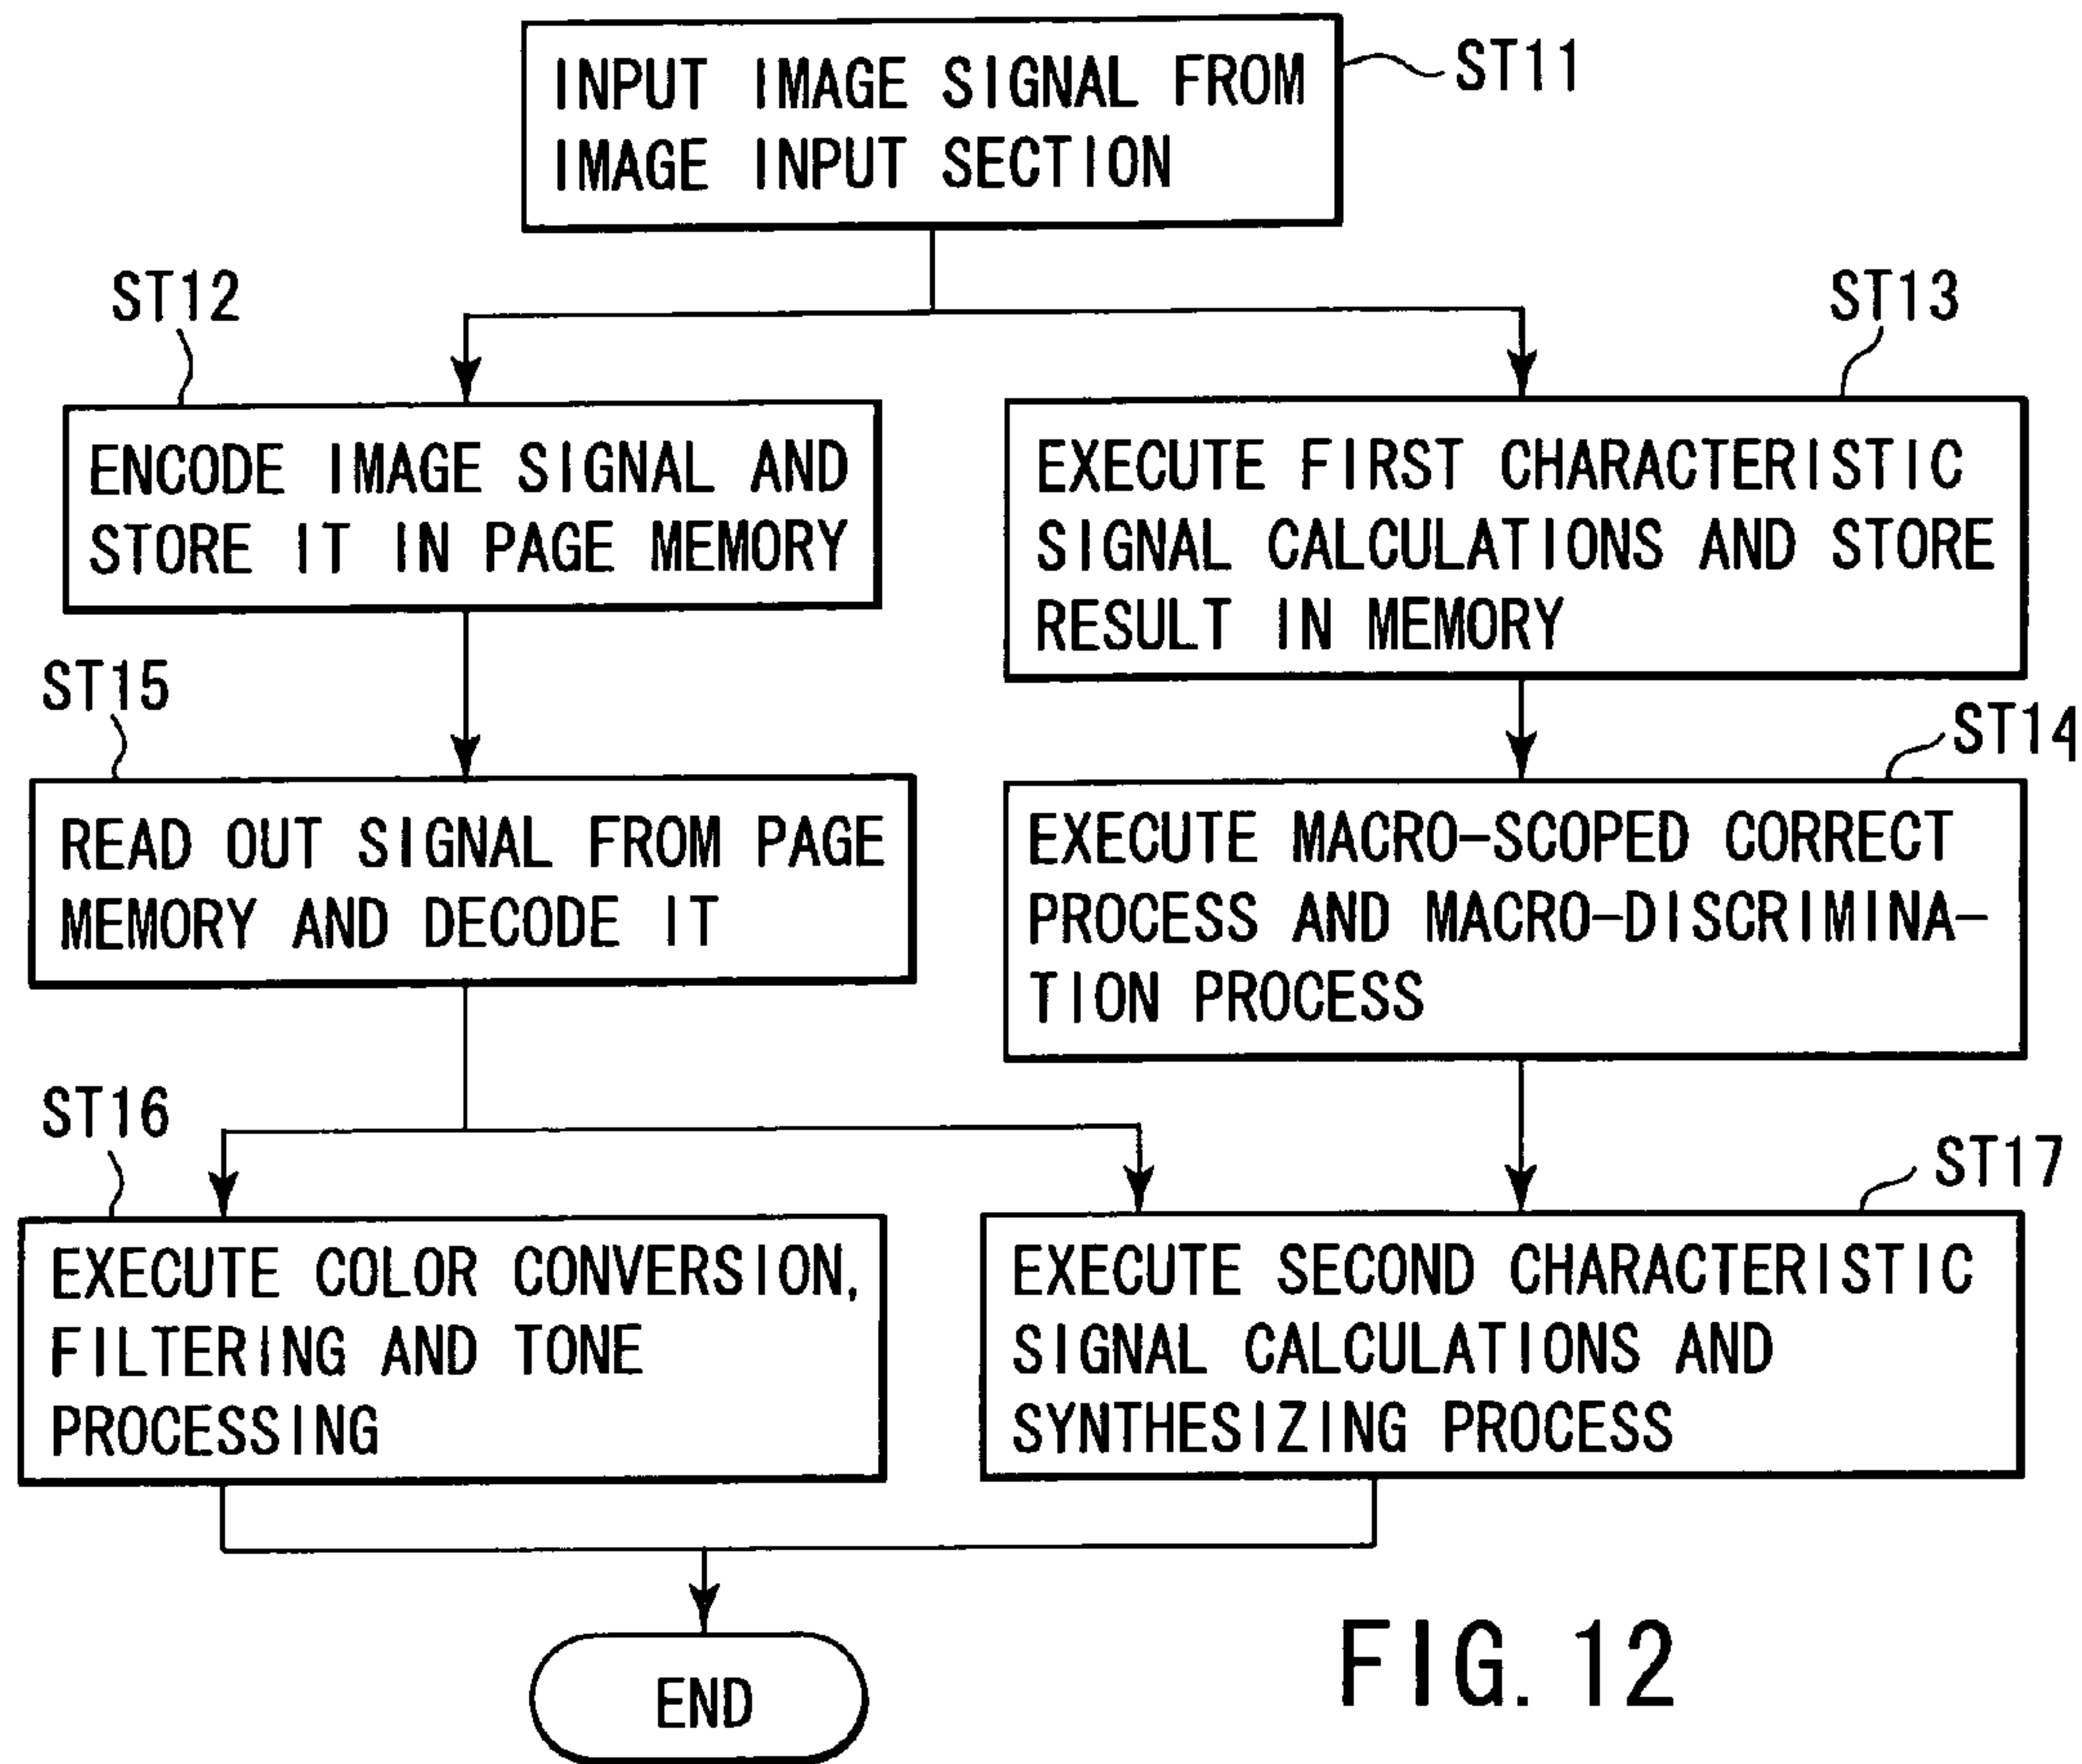 INPUT IMAGE SIGNAL FROM
IMAGE INPUT SECTION
ST11
ST12
ENCODE IMAGE SIGNAL AND
STORE IT IN PAGE MEMORY
ST13
EXECUTE FIRST CHARACTERISTIC
SIGNAL CALCULATIONS AND STORE
RESULT IN MEMORY
ST15
READ OUT SIGNAL FROM PAGE
MEMORY AND DECODE IT
ST14
EXECUTE MACRO-SCOPED CORRECT
PROCESS AND MACRO-DISCRIMINA-
TION PROCESS
ST16
EXECUTE COLOR CONVERSION,
FILTERING AND TONE
PROCESSING
ST17
EXECUTE SECOND CHARACTERISTIC
SIGNAL CALCULATIONS AND
SYNTHESIZING PROCESS
END
FIG. 12